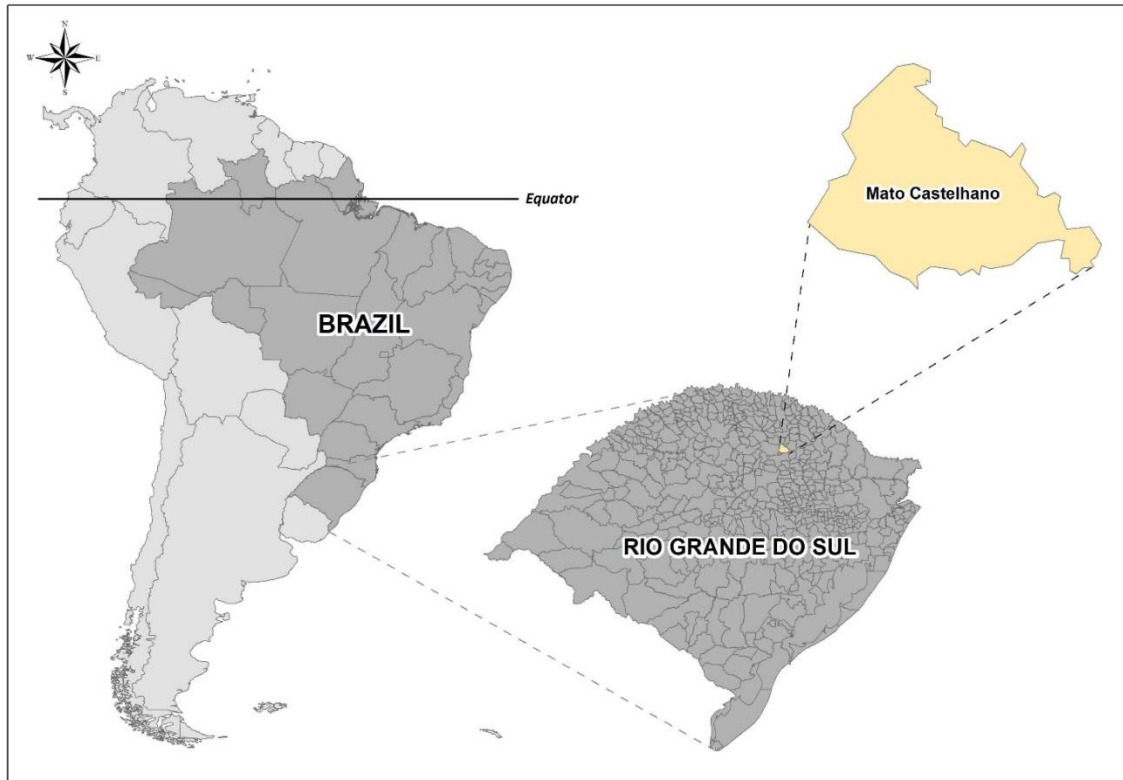 N
W E
S
Equator
Mato Castelhano
BRAZIL
RIO GRANDE DO SUL